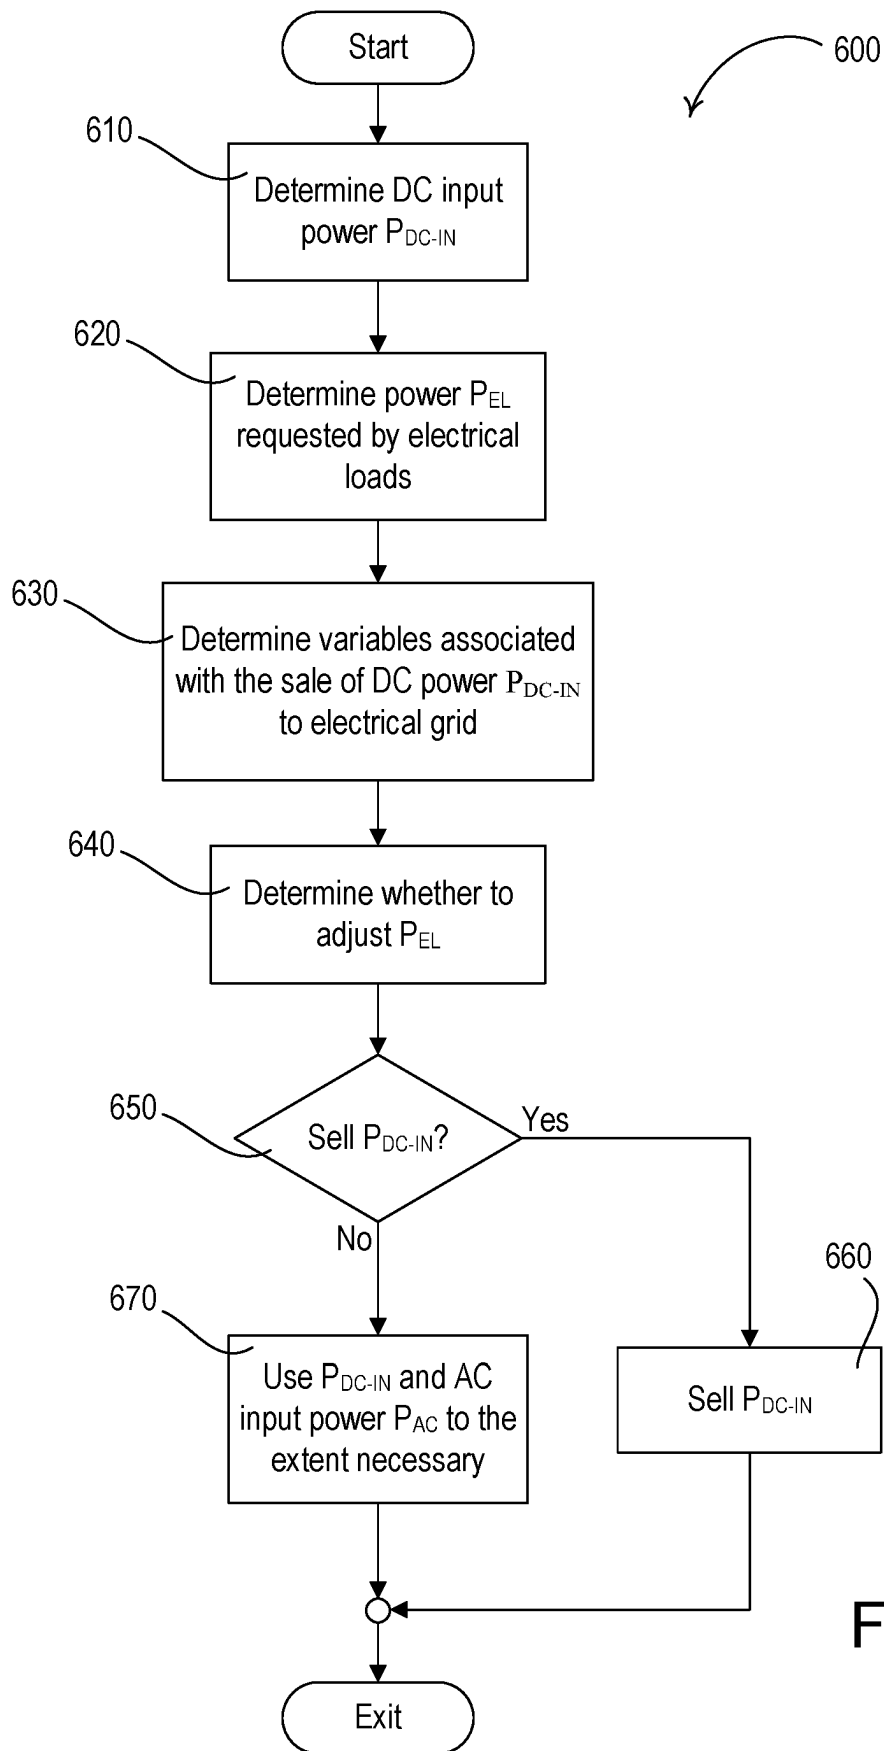 Start
600
610
Determine DC input
power PDC-IN
620
Determine power PEL
requested by electrical
loads
630
Determine variables associated
with the sale of DC power PDC-IN
to electrical grid
640
Determine whether to
adjust PEL
650
Sell PDC-IN?
Yes
No
660
670
Use PDC-IN and AC
input power PAC to the
extent necessary
Sell PDC-IN
F
Exit